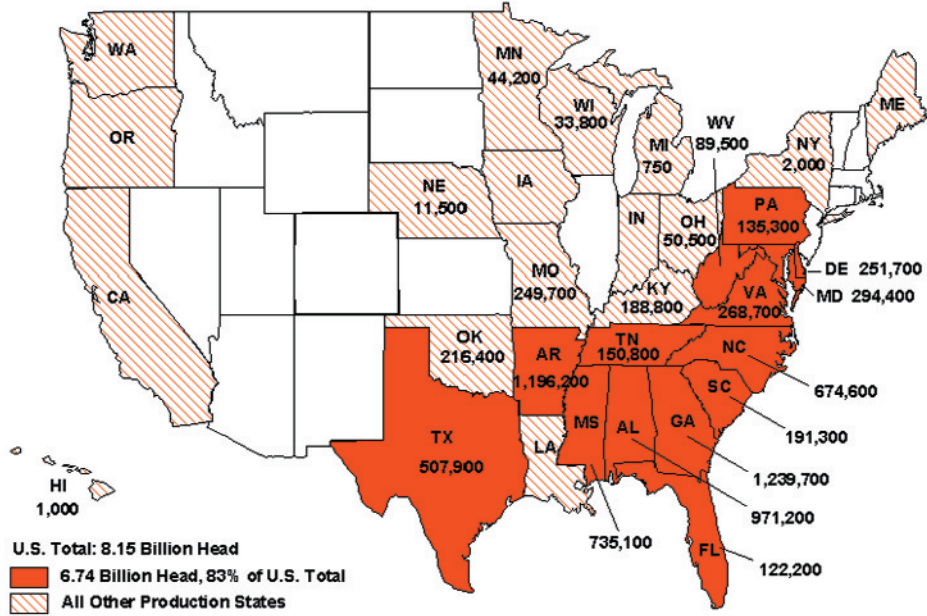 WA
OR
CA
MN
44,200
WI
33,800
MI
750
WV
89,500
NY
2,000
ME
NE
11,500
IA
IN
OH
50,500
PA
135,300
DE 251,700
MD 294,400
MO
249,700
KY
188,800
VA
268,700
OK
216,400
AR
1,196,200
TN
150,800
NC
674,600
SC
191,300
TX
507,900
LA
MS
AL
GA
1,239,700
971,200
735,100
FL
122,200
HI
1,000
U.S. Total: 8.15 Billion Head
6.74 Billion Head, 83% of U.S. Total
All Other Production States